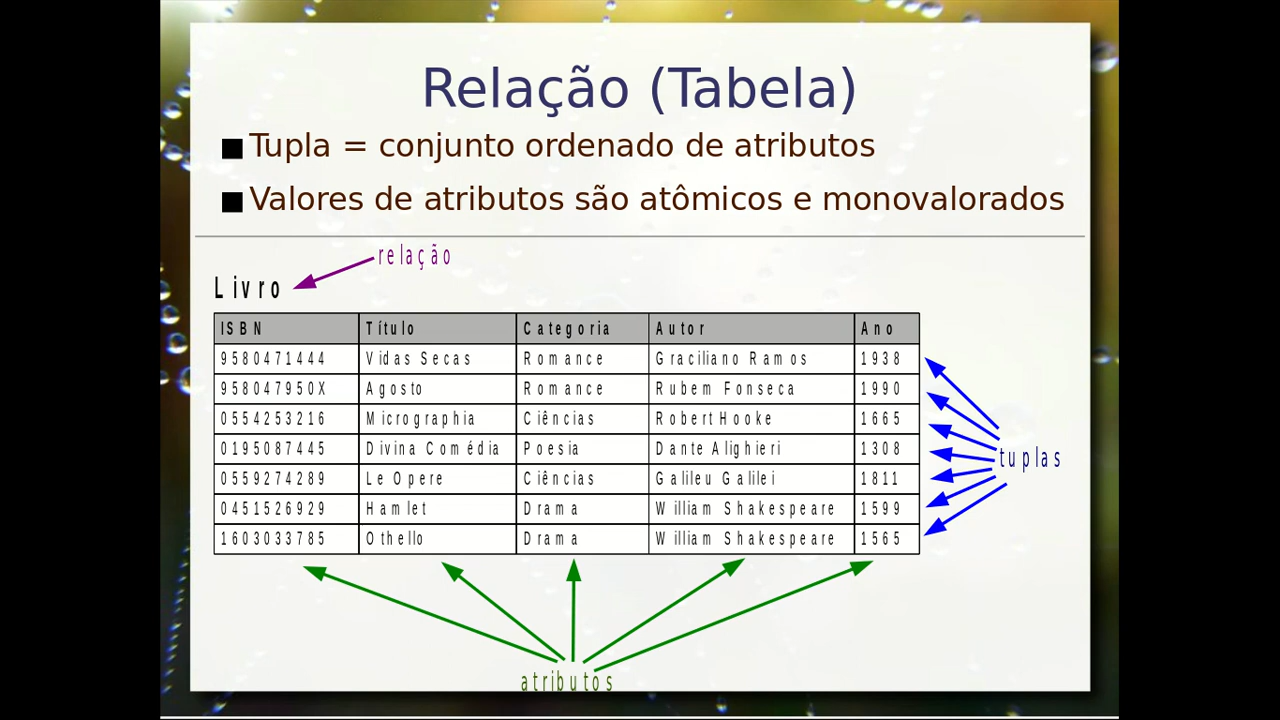 Relação (Tabela)
Tupla = conjunto ordenado de atributos
Valores de atributos são atômicos e monovalorados
relação
Livro
ISBN Título Categoria Autor Ano
9580471444 Vidas Secas Romance Graciliano Ramos 1938
958047950X Agosto Romance Rubem Fonseca 1990
0554253216 Micrographia Ciências Robert Hooke 1665
0195087445 Divina Comédia Poesia Dante Alighieri 1308
0559274289 Le Opere Ciências Galileu Galilei 1811
0451526929 Hamlet Drama William Shakespeare 1599
1603033785 Othello Drama William Shakespeare 1565
tuplas
atributos